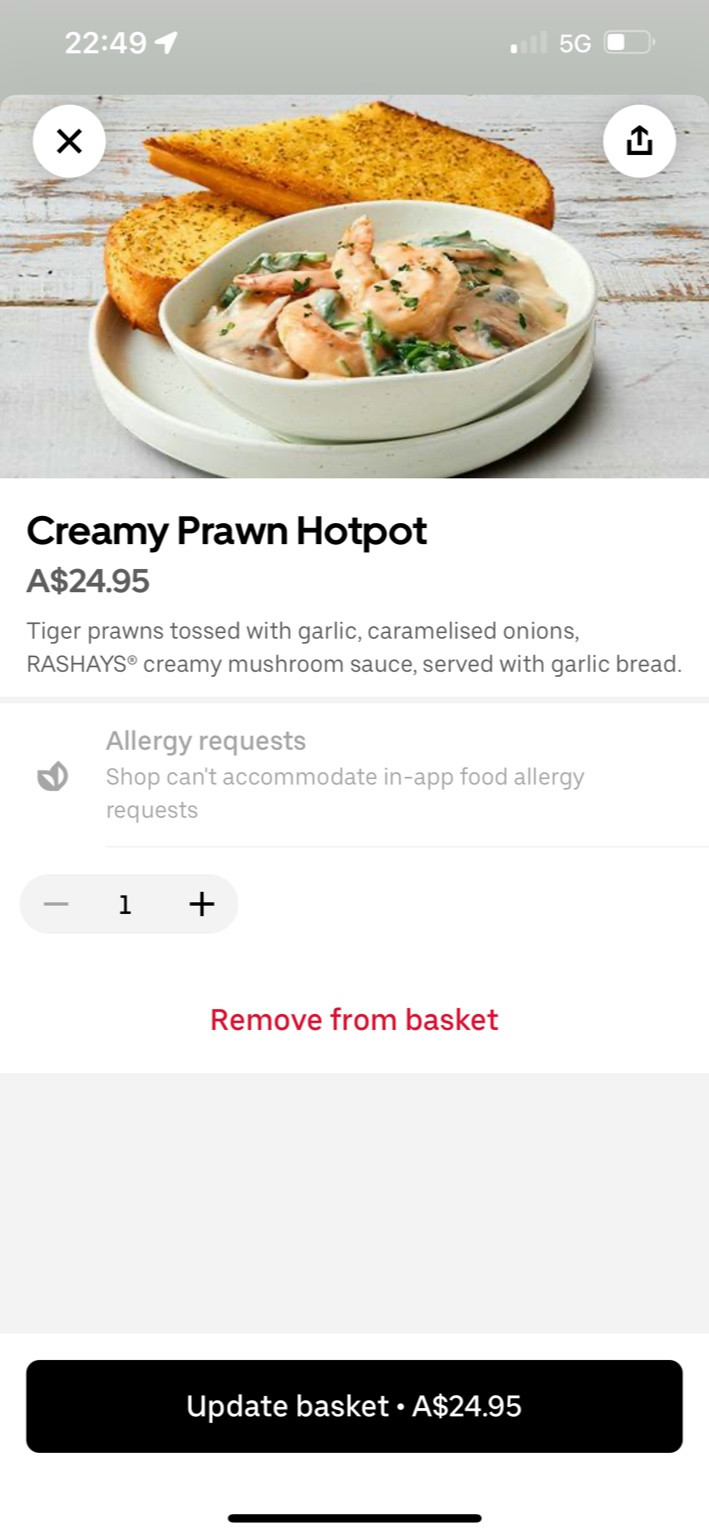 22:49
5G
Creamy Prawn Hotpot
A$24.95
Tiger prawns tossed with garlic, caramelised onions,
RASHAYS® creamy mushroom sauce, served with garlic bread.
Allergy requests
Shop can't accommodate in-app food allergy
requests
1
Remove from basket
Update basket • A$24.95